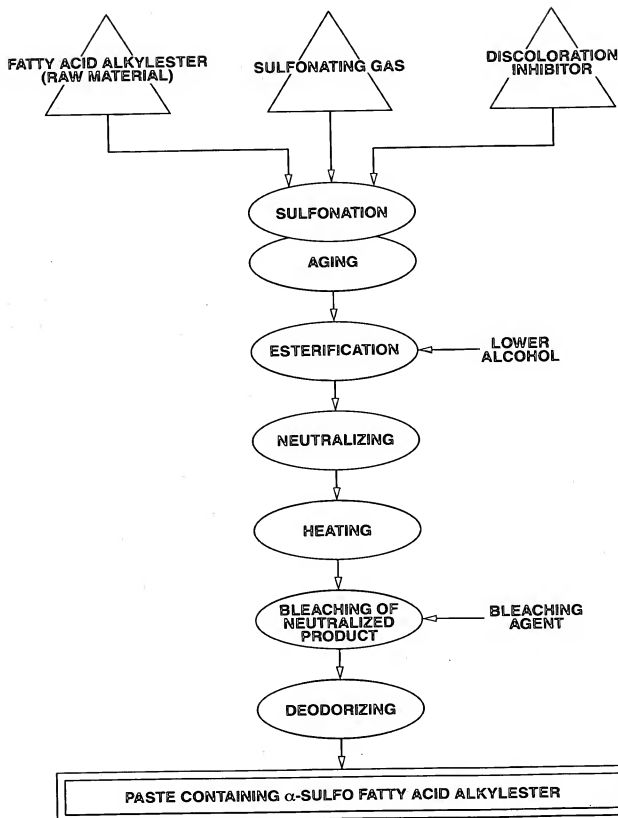 FATTY ACID ALKYLESTER
(RAW MATERIAL)
SULFONATING GAS
DISCOLORATION
INHIBITOR
SULFONATION
AGING
ESTERIFICATION
LOWER
ALCOHOL
NEUTRALIZING
HEATING
BLEACHING OF
NEUTRALIZED
PRODUCT
BLEACHING
AGENT
DEODORIZING
PASTE CONTAINING α-SULFO FATTY ACID ALKYLESTER